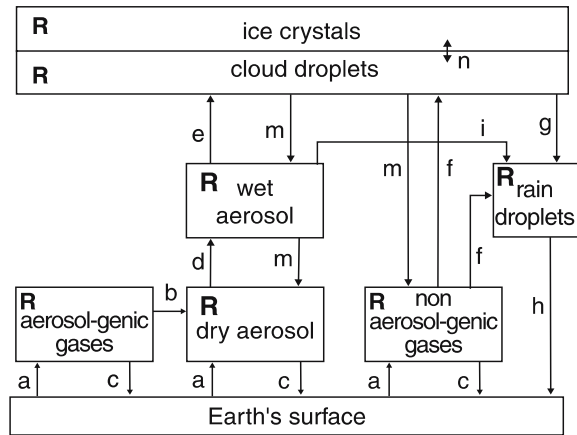 R ice crystals
R cloud droplets n
e m m f i g
R wet
aerosol
R rain
droplets
d m f h
R aerosol-genic
gases
b
R
dry aerosol
R non
aerosol-genic
gases
a c a c a c
Earth's surface